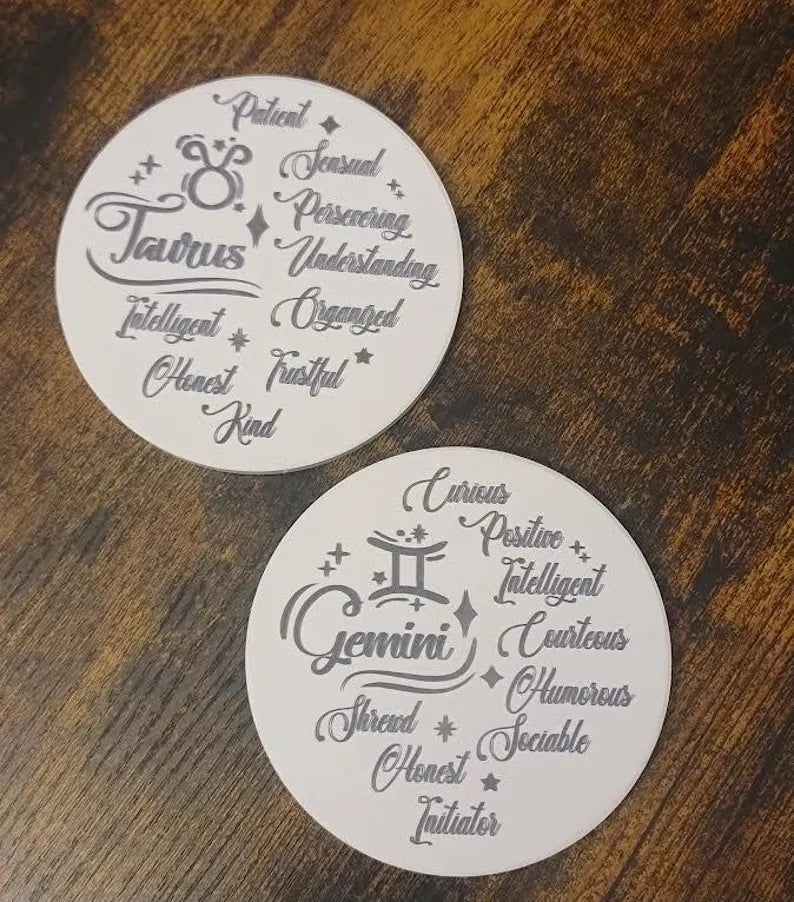 Patient
Sensual
Persevering
Taurus
Understanding
Organized
Intelligent
Trustful
Honest
Kind
Curious
Positive
Intelligent
Gemini
Courteous
Humorous
Shrewd
Sociable
Honest
Initiator